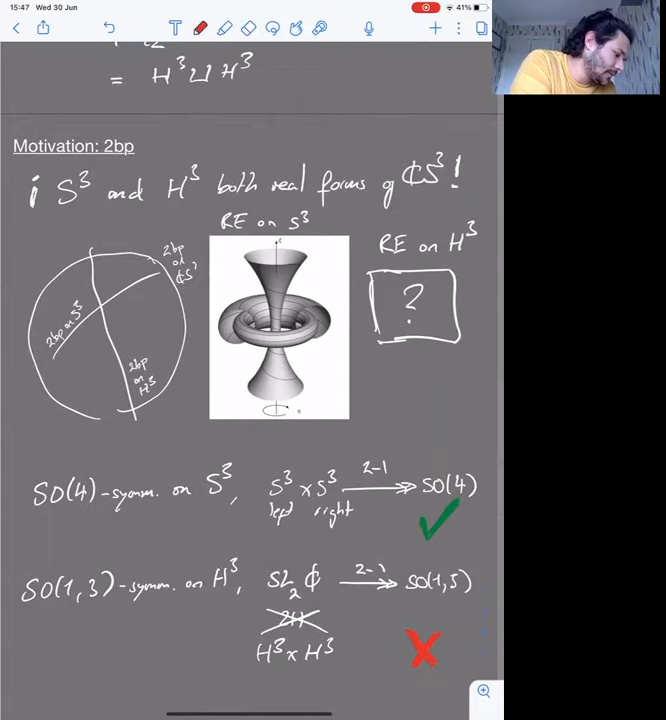 15:47 Wed 30 Jun
41%
= H³ ⊔ H³
Motivation: 2bp
¡ S³ and H³ both real forms of ℂS³!
RE on S³
RE on H³
2bp on ℂS³
2bp on S³
2bp on H³
?
SO(4)-symm. on S³, S³ × S³ 2-1 ↠ SO(4)
left right
✓
SO(1,3)-symm. on H³, SL₂ℂ 2-1 ↠ SO(1,3)
H³ × H³
X